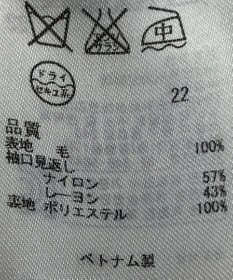 エンソ
サラシ
中
ドライ
セキユ系
22
品質
表地 毛 100%
袖口見返し
ナイロン 57%
レーヨン 43%
裏地 ポリエステル 100%
ベトナム製